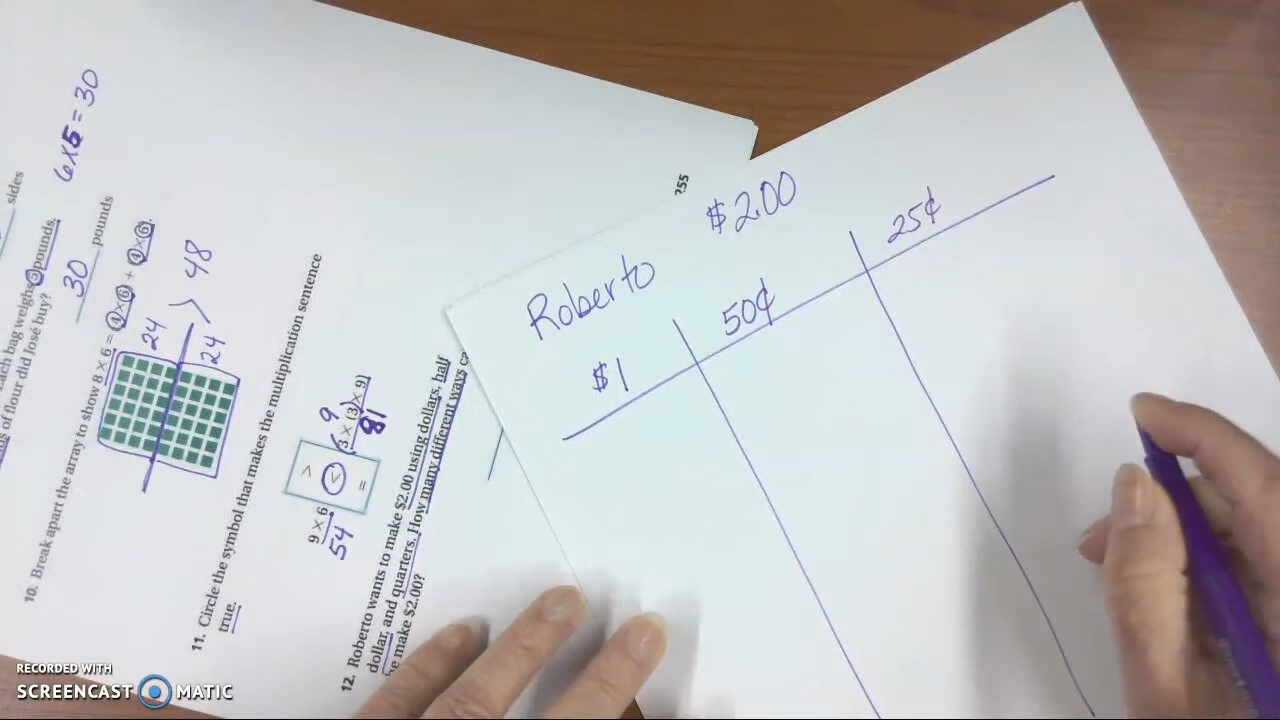 sides
Each bag weighs 5 pounds.
of flour did José buy? 30 pounds
6x5=30
10. Break apart the array to show 8 × 6 = (4 × 6) + (4 × 6).
24
24
48
11. Circle the symbol that makes the multiplication sentence
true.
9 × 6 > < = (3 × (3) × 9)
54
9
81
12. Roberto wants to make $2.00 using dollars, half
dollar, and quarters. How many different ways
make $2.00?
255
Roberto $2.00
$1 50¢ 25¢
RECORDED WITH
SCREENCAST MATIC